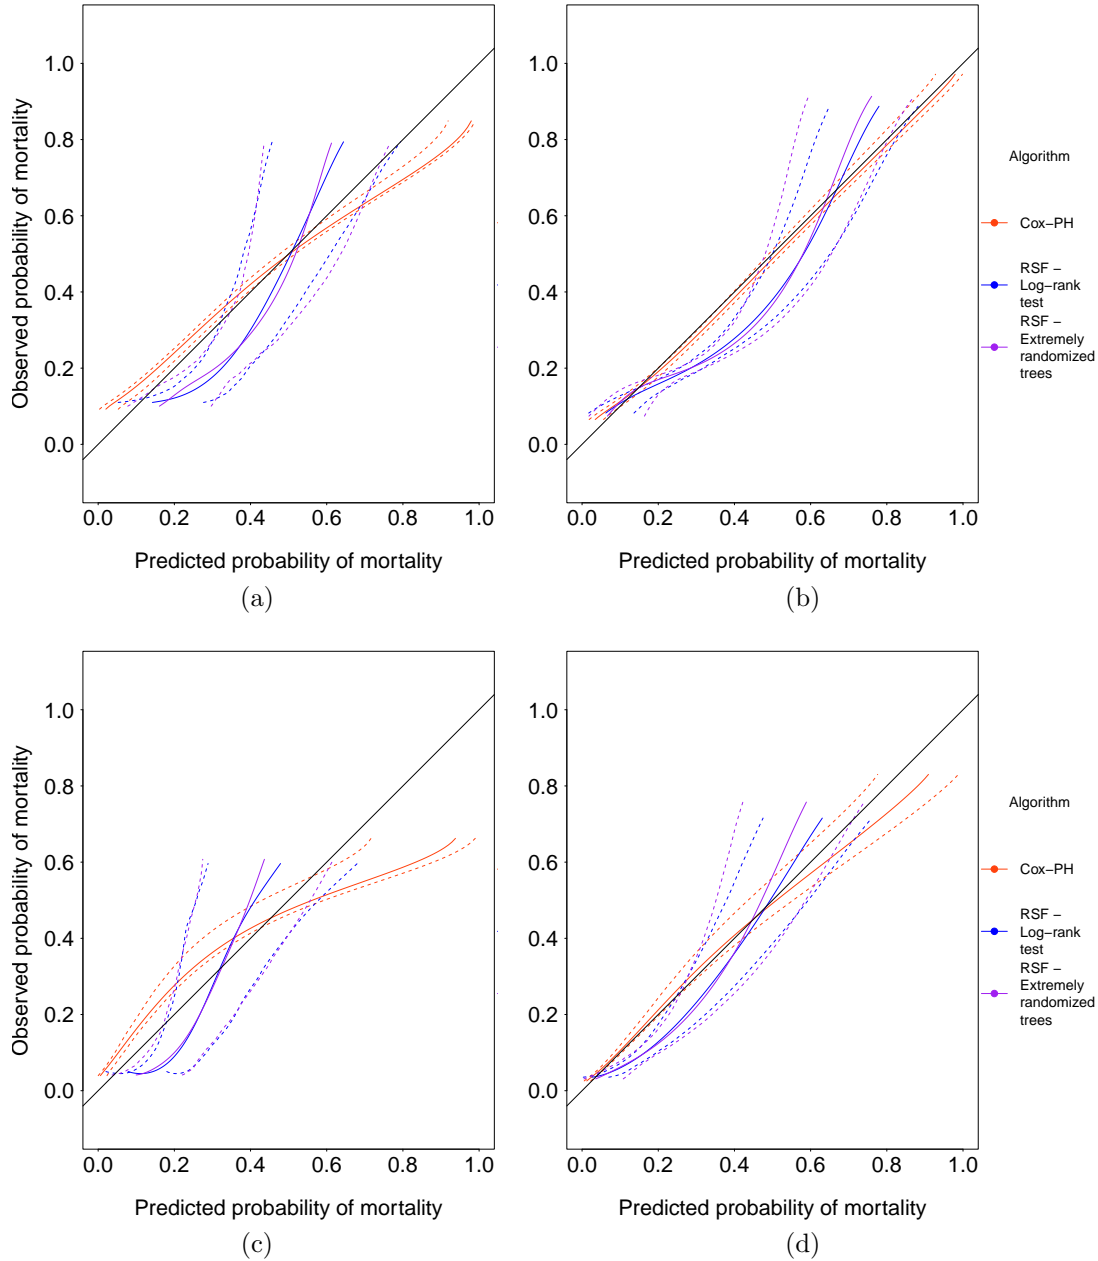 Observed probability of mortality
1.0
0.8
0.6
0.4
0.2
0.0
0.0 0.2 0.4 0.6 0.8 1.0
Predicted probability of mortality
(a)
1.0
0.8
0.6
0.4
0.2
0.0
0.0 0.2 0.4 0.6 0.8 1.0
Predicted probability of mortality
(b)
Algorithm
Cox−PH
RSF −
Log−rank
test
RSF −
Extremely
randomized
trees
Observed probability of mortality
1.0
0.8
0.6
0.4
0.2
0.0
0.0 0.2 0.4 0.6 0.8 1.0
Predicted probability of mortality
(c)
1.0
0.8
0.6
0.4
0.2
0.0
0.0 0.2 0.4 0.6 0.8 1.0
Predicted probability of mortality
(d)
Algorithm
Cox−PH
RSF −
Log−rank
test
RSF −
Extremely
randomized
trees